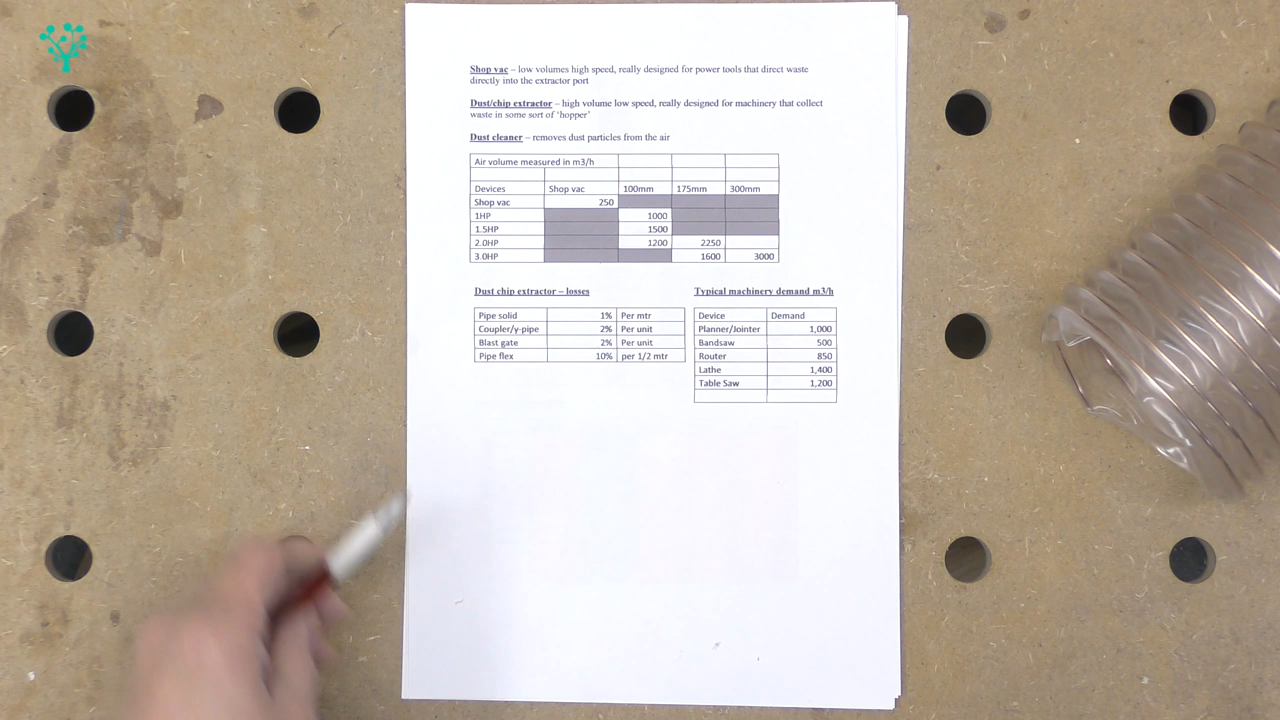 Shop vac – low volumes high speed, really designed for power tools that direct waste
directly into the extractor port
Dust/chip extractor – high volume low speed, really designed for machinery that collect
waste in some sort of ‘hopper’
Dust cleaner – removes dust particles from the air
Air volume measured in m3/h
Devices Shop vac 100mm 175mm 300mm
Shop vac 250
1HP 1000
1.5HP 1500
2.0HP 1200 2250
3.0HP 1600 3000
Dust chip extractor – losses
Pipe solid 1% Per mtr
Coupler/y-pipe 2% Per unit
Blast gate 2% Per unit
Pipe flex 10% per 1/2 mtr
Typical machinery demand m3/h
Device Demand
Planner/Jointer 1,000
Bandsaw 500
Router 850
Lathe 1,400
Table Saw 1,200